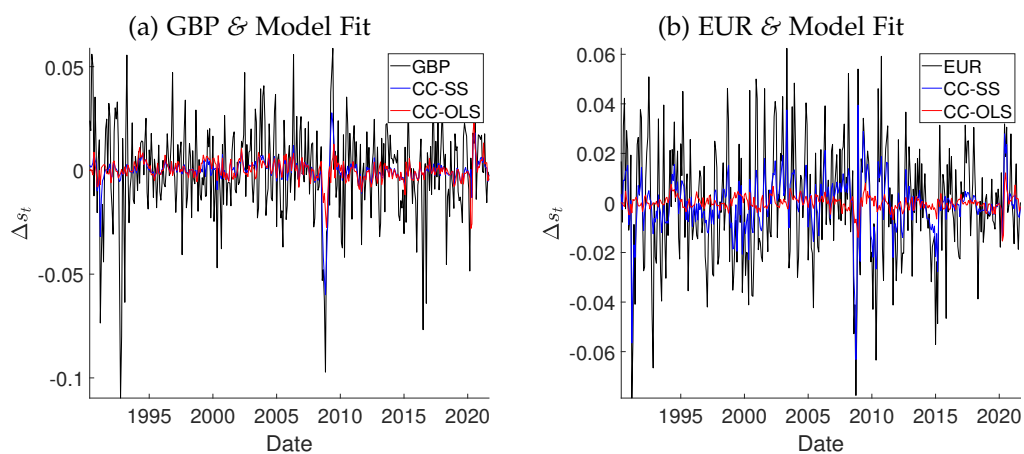 (a) GBP & Model Fit
0.05
0
-0.05
-0.1
Δs_t
GBP
CC-SS
CC-OLS
1995 2000 2005 2010 2015 2020
Date
(b) EUR & Model Fit
0.06
0.04
0.02
0
-0.02
-0.04
-0.06
Δs_t
EUR
CC-SS
CC-OLS
1995 2000 2005 2010 2015 2020
Date